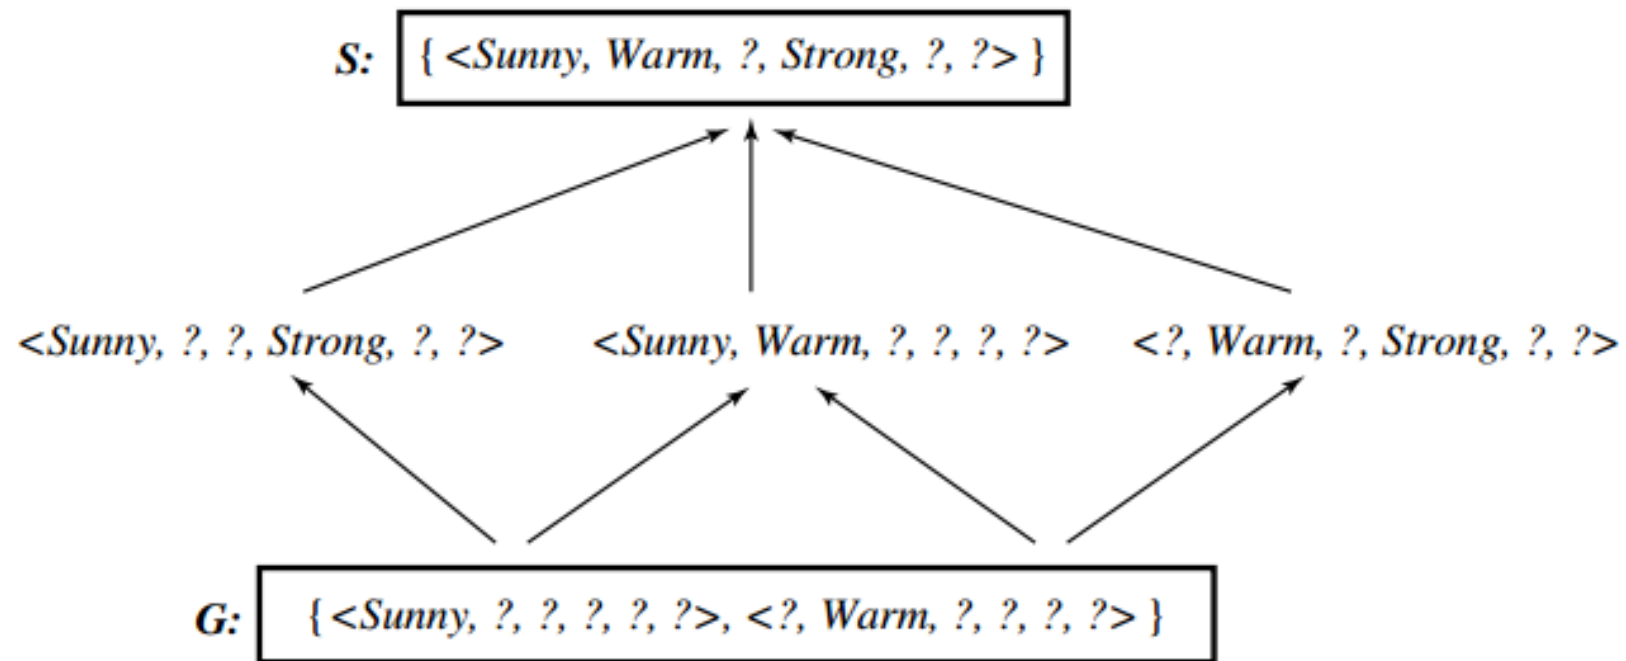 S: { <Sunny, Warm, ?, Strong, ?, ?> }
<Sunny, ?, ?, Strong, ?, ?> <Sunny, Warm, ?, ?, ?, ?> <?, Warm, ?, Strong, ?, ?>
G: { <Sunny, ?, ?, ?, ?, ?>, <?, Warm, ?, ?, ?, ?> }